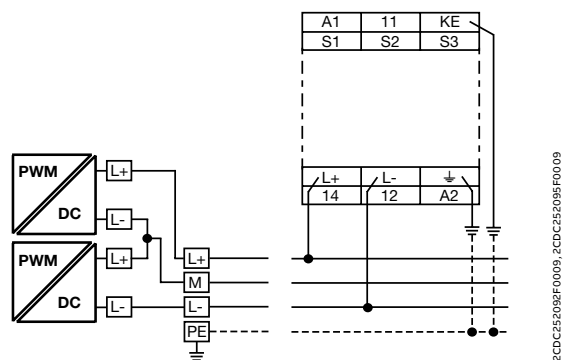 A1 11 KE
S1 S2 S3
L+ L- ⏚
14 12 A2
PWM
DC
L+
L-
PWM
DC
L+
L-
L+
M
L-
PE
2CDC252092F0009, 2CDC252095F0009